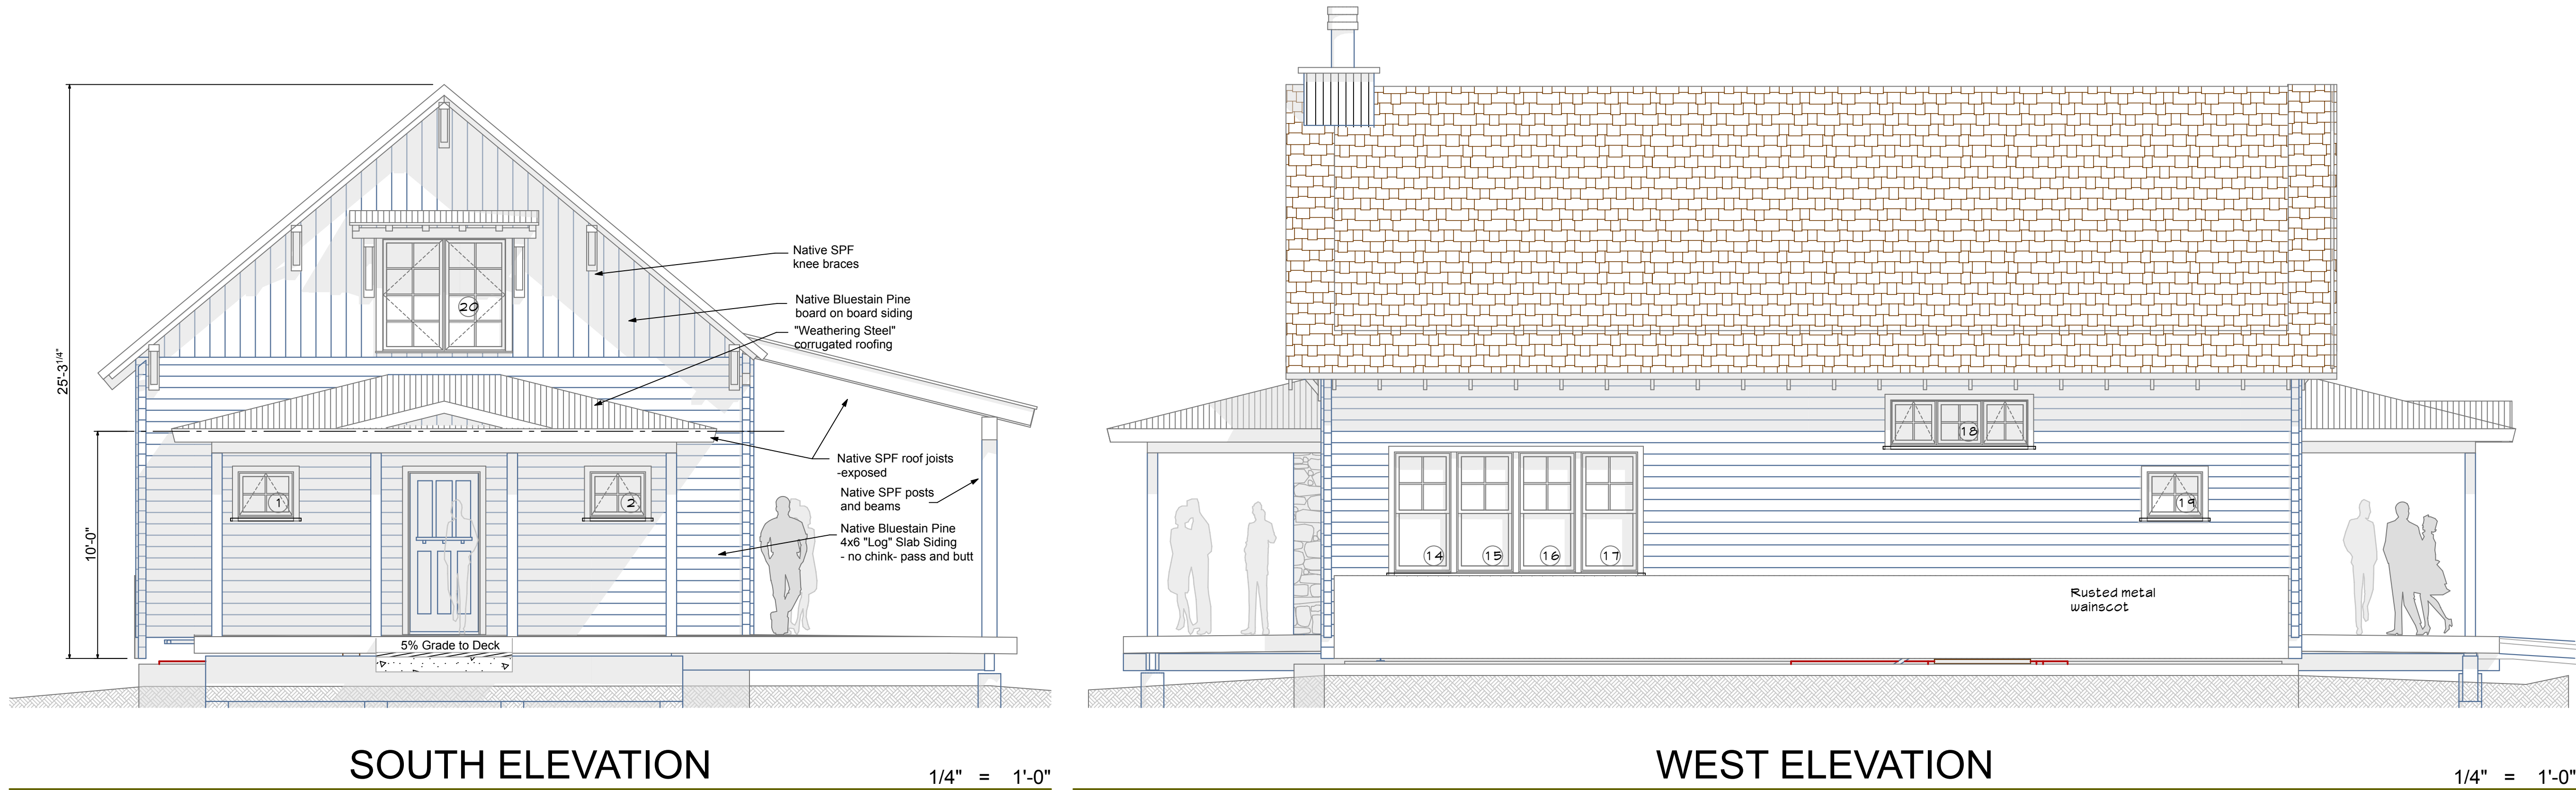 25'-3 1/4"
10'-0"
20
1
2
Native SPF
knee braces
Native Bluestain Pine
board on board siding
"Weathering Steel"
corrugated roofing
Native SPF roof joists
-exposed
Native SPF posts
and beams
Native Bluestain Pine
4x6 "Log" Slab Siding
- no chink- pass and butt
5% Grade to Deck
SOUTH ELEVATION
1/4" = 1'-0"
18
19
14
15
16
17
Rusted metal
wainscot
WEST ELEVATION
1/4" = 1'-0"